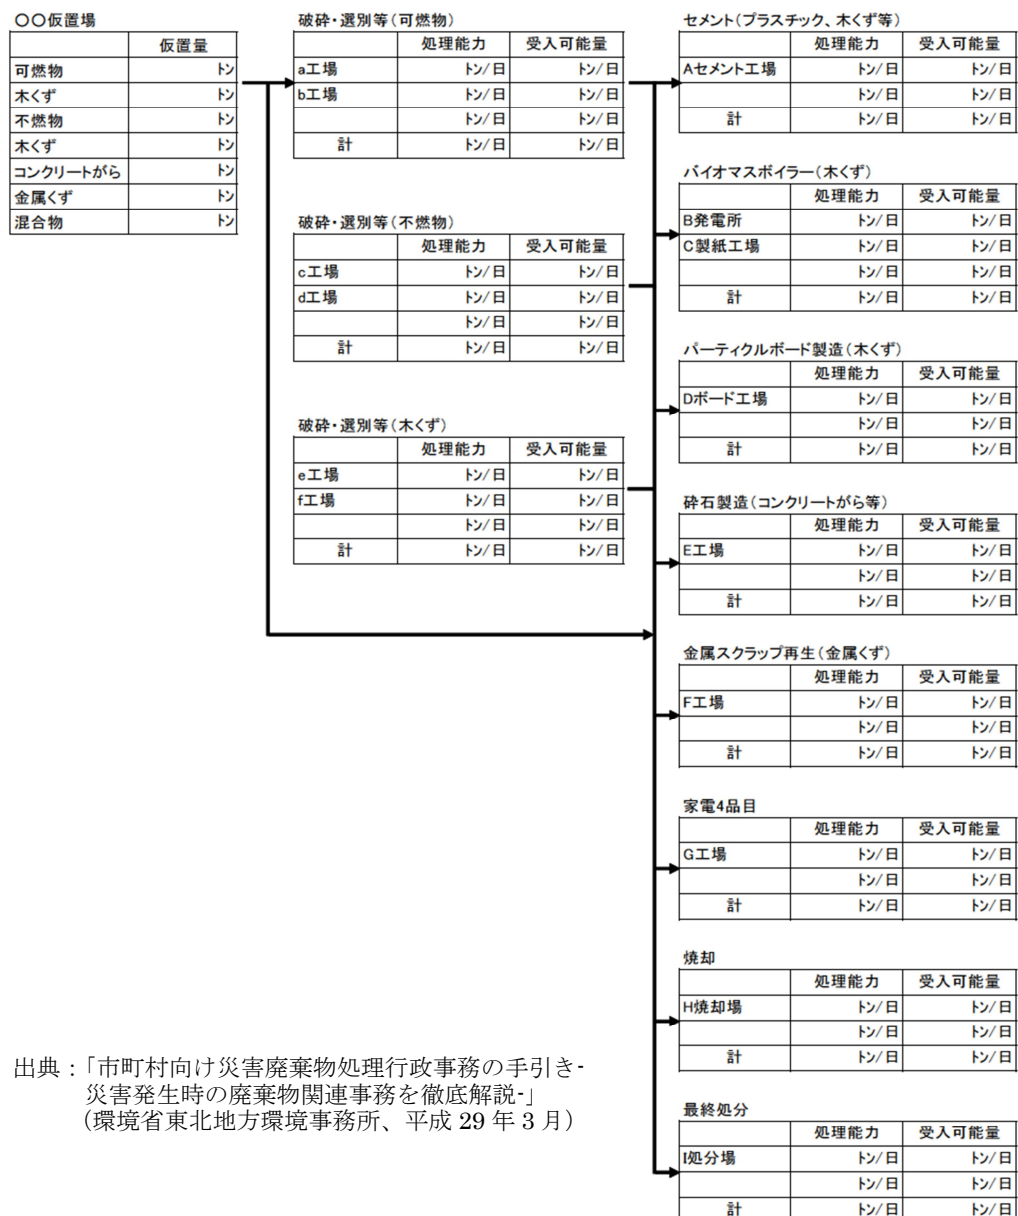 〇〇仮置場
仮置量
可燃物 トン
木くず トン
不燃物 トン
木くず トン
コンクリートがら トン
金属くず トン
混合物 トン
破砕・選別等(可燃物)
処理能力 受入可能量
a工場 トン/日 トン/日
b工場 トン/日 トン/日
トン/日 トン/日
計 トン/日 トン/日
破砕・選別等(不燃物)
処理能力 受入可能量
c工場 トン/日 トン/日
d工場 トン/日 トン/日
トン/日 トン/日
計 トン/日 トン/日
破砕・選別等(木くず)
処理能力 受入可能量
e工場 トン/日 トン/日
f工場 トン/日 トン/日
トン/日 トン/日
計 トン/日 トン/日
セメント(プラスチック、木くず等)
処理能力 受入可能量
Aセメント工場 トン/日 トン/日
トン/日 トン/日
計 トン/日 トン/日
バイオマスボイラー(木くず)
処理能力 受入可能量
B発電所 トン/日 トン/日
C製紙工場 トン/日 トン/日
トン/日 トン/日
計 トン/日 トン/日
パーティクルボード製造(木くず)
処理能力 受入可能量
Dボード工場 トン/日 トン/日
トン/日 トン/日
計 トン/日 トン/日
砕石製造(コンクリートがら等)
処理能力 受入可能量
E工場 トン/日 トン/日
トン/日 トン/日
計 トン/日 トン/日
金属スクラップ再生(金属くず)
処理能力 受入可能量
F工場 トン/日 トン/日
トン/日 トン/日
計 トン/日 トン/日
家電4品目
処理能力 受入可能量
G工場 トン/日 トン/日
トン/日 トン/日
計 トン/日 トン/日
焼却
処理能力 受入可能量
H焼却場 トン/日 トン/日
トン/日 トン/日
計 トン/日 トン/日
最終処分
処理能力 受入可能量
I処分場 トン/日 トン/日
トン/日 トン/日
計 トン/日 トン/日
出典:「市町村向け災害廃棄物処理行政事務の手引き-
災害発生時の廃棄物関連事務を徹底解説-」
(環境省東北地方環境事務所、平成 29 年 3 月)